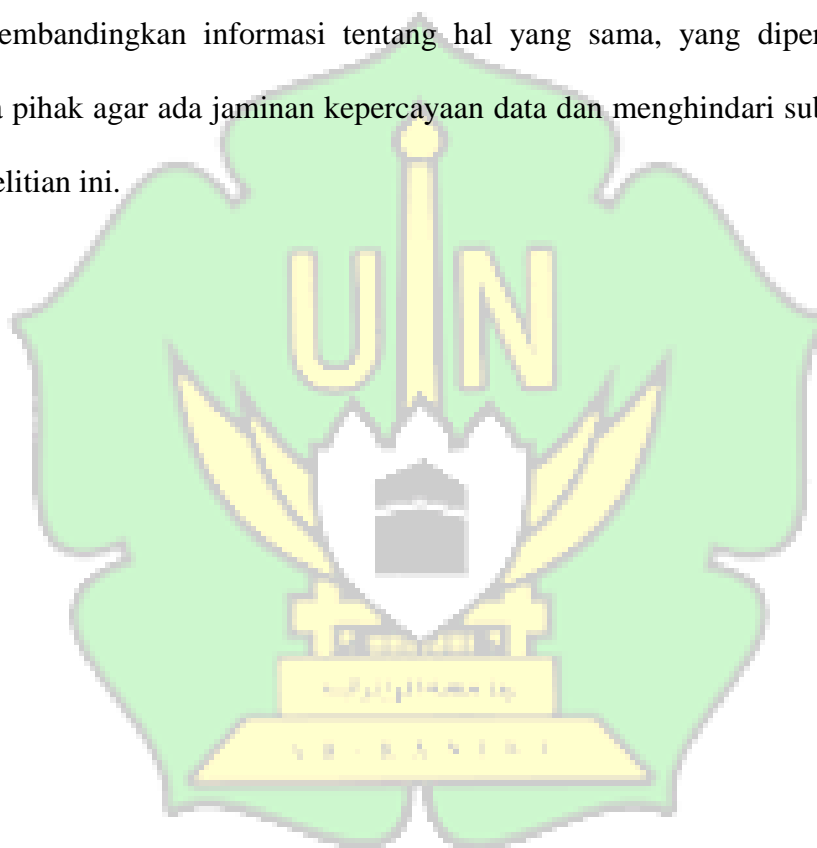 embandingkan informasi tentang hal yang sama, yang diper
pihak agar ada jaminan kepercayaan data dan menghindari sub
elitian ini.
U I N